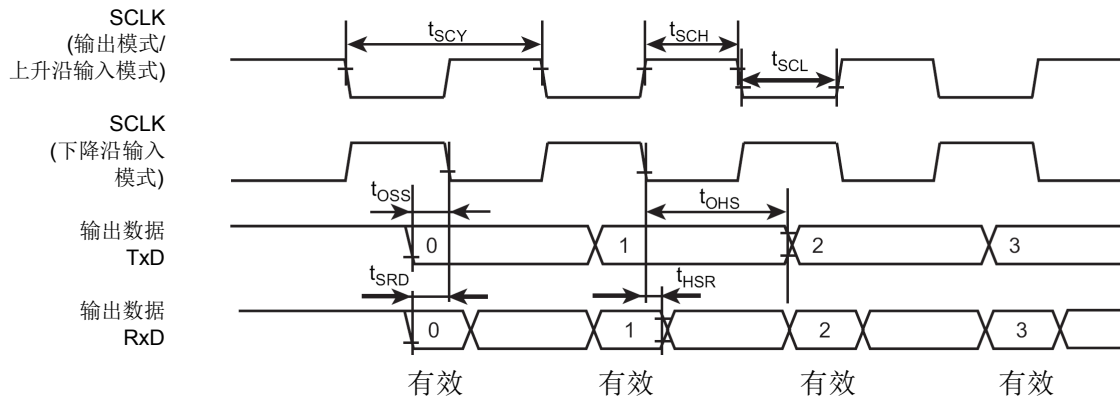 SCLK
(输出模式/
上升沿输入模式)
tSCY
tSCH
tSCL
SCLK
(下降沿输入
模式)
tOSS
tOHS
输出数据
TxD
0
1
2
3
tSRD
tHSR
输出数据
RxD
0
1
2
3
有效
有效
有效
有效